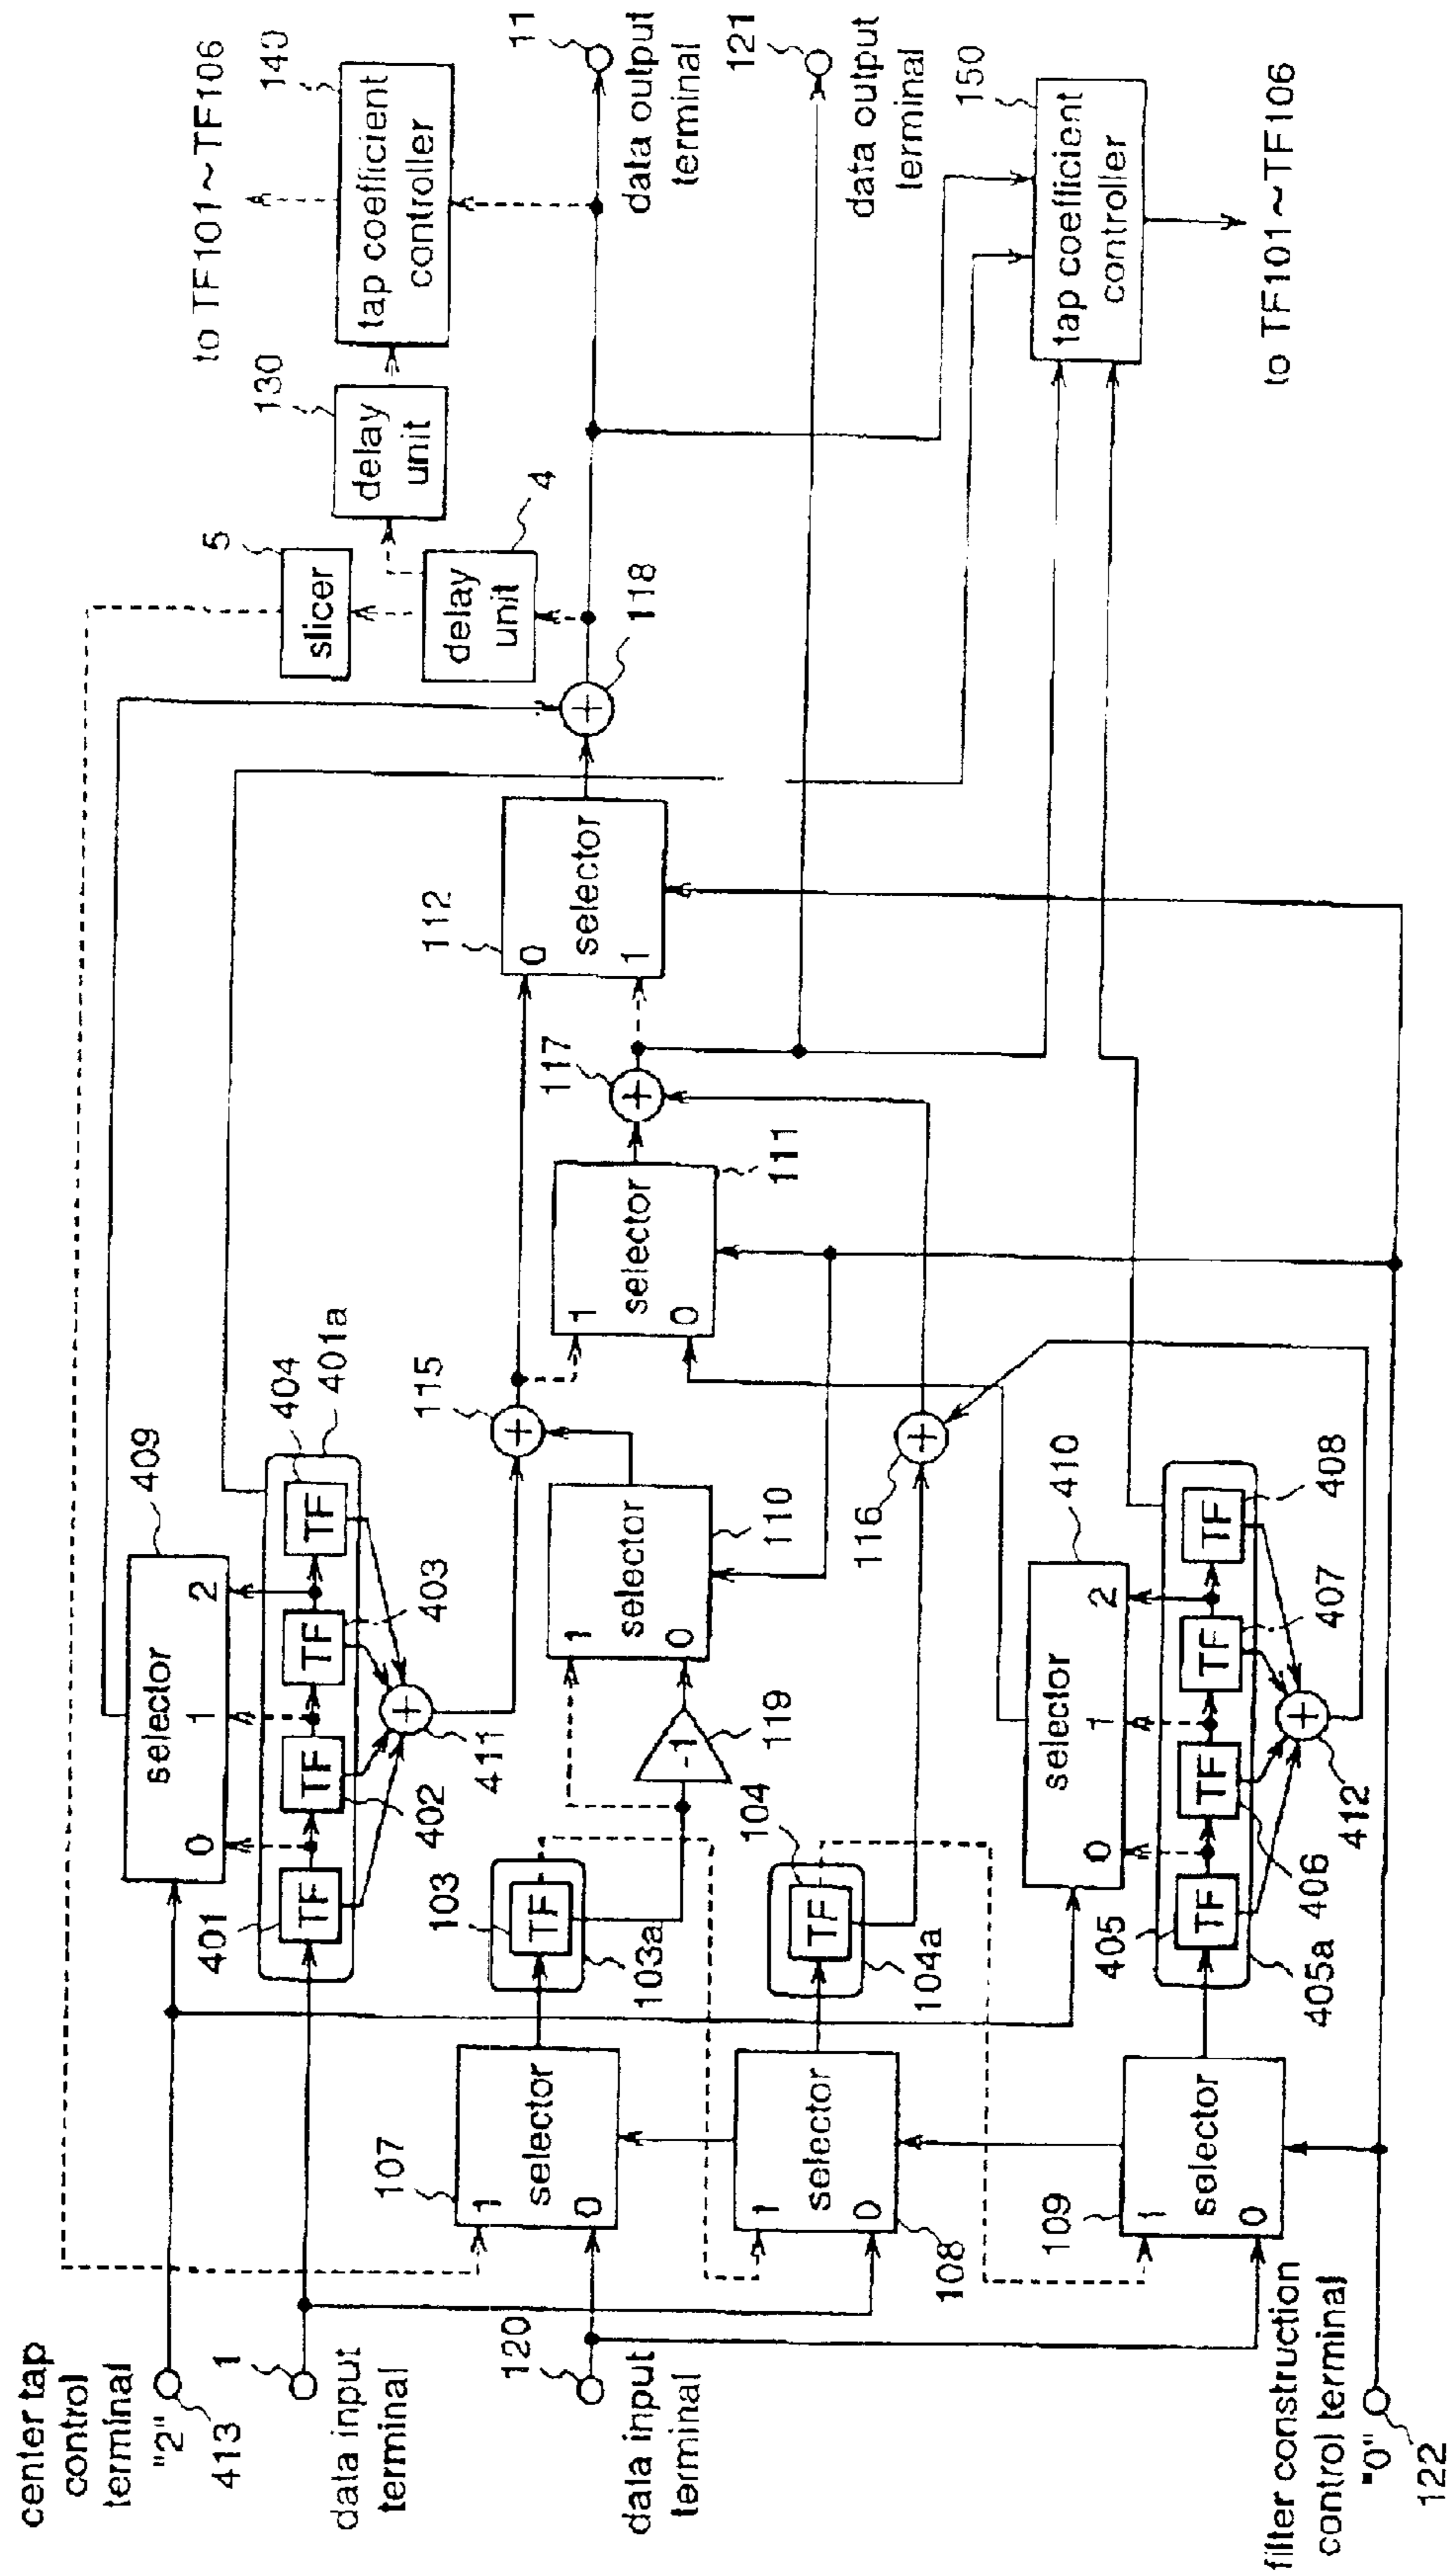 center tap
control
terminal
"2"
413
1
data input
terminal
120
data input
terminal
filter construction
control terminal
"0"
122
107
1
selector
0
1
selector
0
108
109
1
selector
0
409
0
selector
1
2
401
TF
TF
TF
TF
402
403
404
401a
411
103
TF
103a
104
TF
104a
-1
119
1
selector
0
110
115
116
410
0
selector
1
2
405
TF
TF
TF
TF
405a
406
407
408
412
1
selector
0
111
117
112
0
selector
1
118
5
slicer
delay
unit
4
130
delay
unit
to TF101~TF106
140
tap coefficient
controller
11
data output
terminal
121
data output
terminal
150
tap coefficient
controller
to TF101~TF106